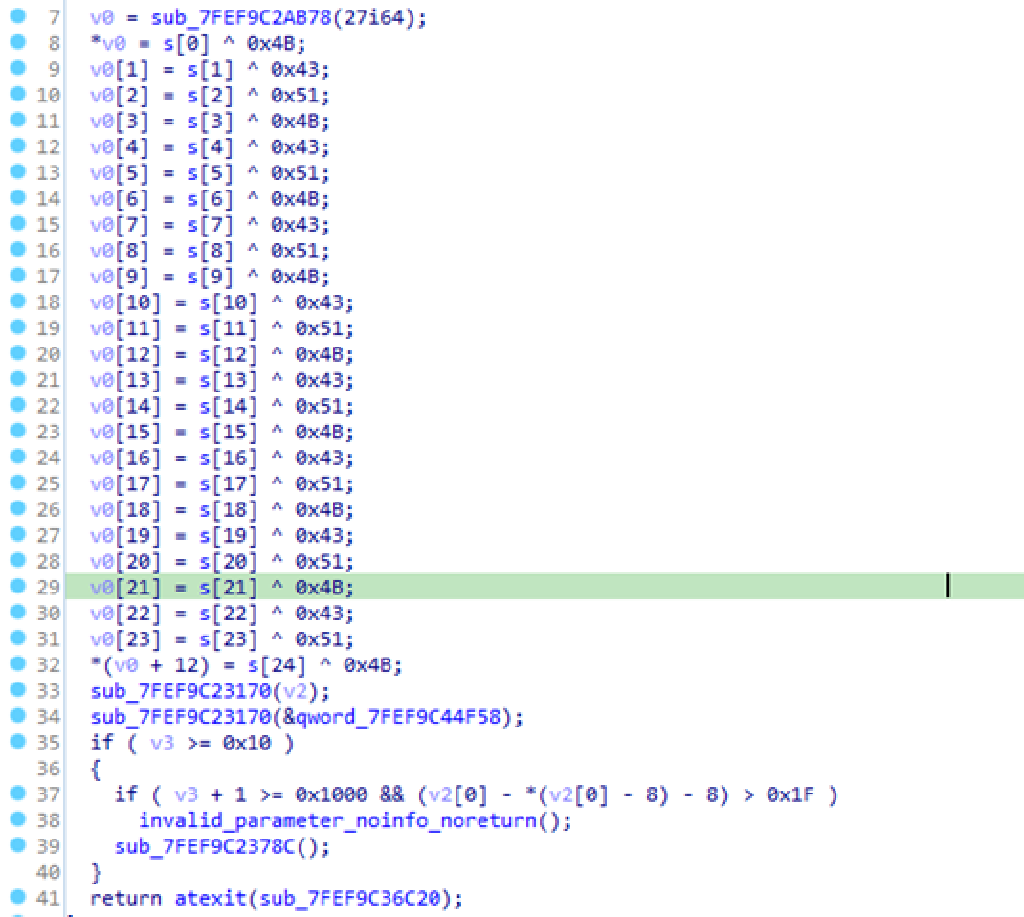 7 v0 = sub_7FEF9C2AB78(27i64);
8 *v0 = s[0] ^ 0x4B;
9 v0[1] = s[1] ^ 0x43;
10 v0[2] = s[2] ^ 0x51;
11 v0[3] = s[3] ^ 0x4B;
12 v0[4] = s[4] ^ 0x43;
13 v0[5] = s[5] ^ 0x51;
14 v0[6] = s[6] ^ 0x4B;
15 v0[7] = s[7] ^ 0x43;
16 v0[8] = s[8] ^ 0x51;
17 v0[9] = s[9] ^ 0x4B;
18 v0[10] = s[10] ^ 0x43;
19 v0[11] = s[11] ^ 0x51;
20 v0[12] = s[12] ^ 0x4B;
21 v0[13] = s[13] ^ 0x43;
22 v0[14] = s[14] ^ 0x51;
23 v0[15] = s[15] ^ 0x4B;
24 v0[16] = s[16] ^ 0x43;
25 v0[17] = s[17] ^ 0x51;
26 v0[18] = s[18] ^ 0x4B;
27 v0[19] = s[19] ^ 0x43;
28 v0[20] = s[20] ^ 0x51;
29 v0[21] = s[21] ^ 0x4B;
30 v0[22] = s[22] ^ 0x43;
31 v0[23] = s[23] ^ 0x51;
32 *(v0 + 12) = s[24] ^ 0x4B;
33 sub_7FEF9C23170(v2);
34 sub_7FEF9C23170(&qword_7FEF9C44F58);
35 if ( v3 >= 0x10 )
36 {
37 if ( v3 + 1 >= 0x1000 && (v2[0] - *(v2[0] - 8) - 8) > 0x1F )
38 invalid_parameter_noinfo_noreturn();
39 sub_7FEF9C2378C();
40 }
41 return atexit(sub_7FEF9C36C20);